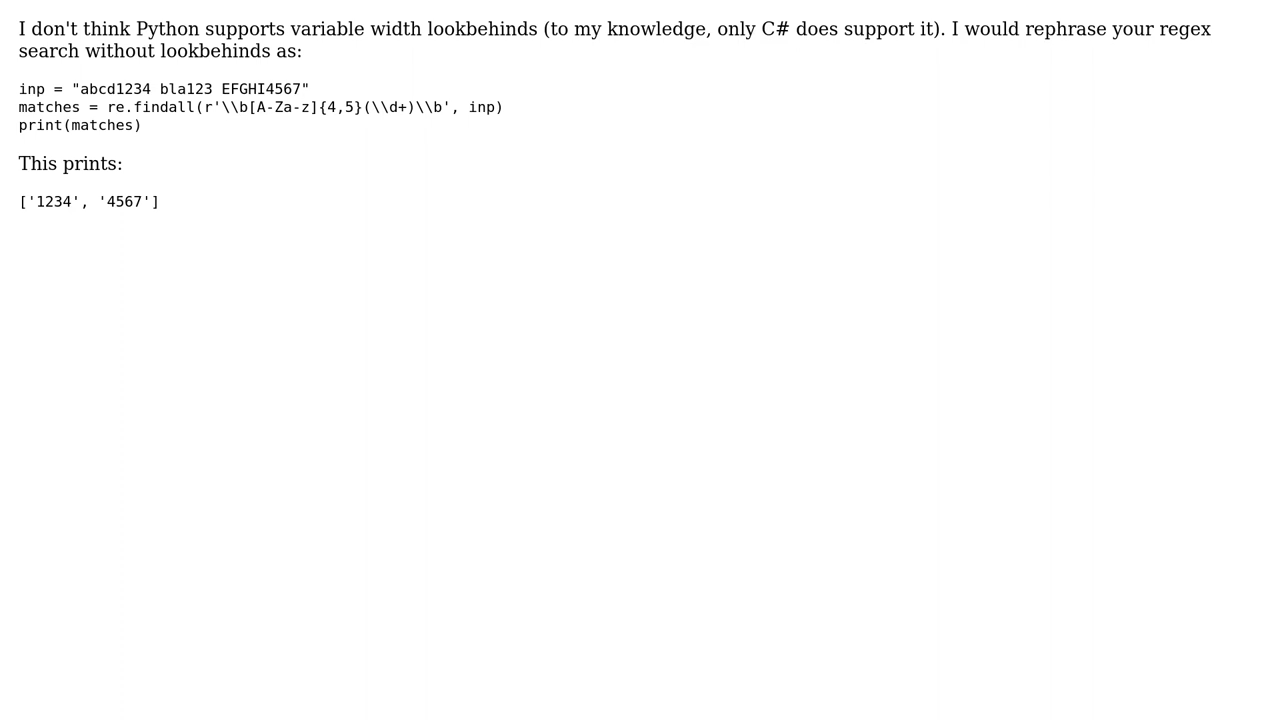 I don't think Python supports variable width lookbehinds (to my knowledge, only C# does support it). I would rephrase your regex
search without lookbehinds as:
inp = "abcd1234 bla123 EFGHI4567"
matches = re.findall(r'\\b[A-Za-z]{4,5}(\\d+)\\b', inp)
print(matches)
This prints:
['1234', '4567']